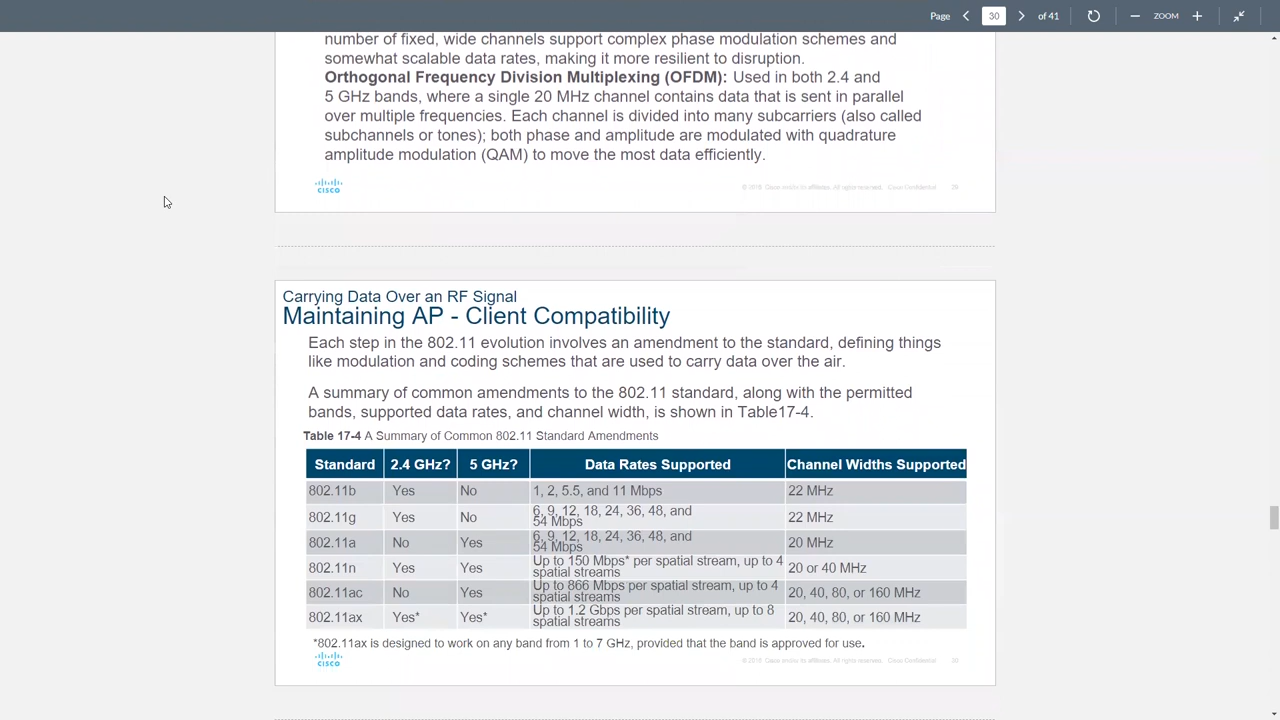 Page 30 of 41 ZOOM
number of fixed, wide channels support complex phase modulation schemes and
somewhat scalable data rates, making it more resilient to disruption.
Orthogonal Frequency Division Multiplexing (OFDM): Used in both 2.4 and
5 GHz bands, where a single 20 MHz channel contains data that is sent in parallel
over multiple frequencies. Each channel is divided into many subcarriers (also called
subchannels or tones); both phase and amplitude are modulated with quadrature
amplitude modulation (QAM) to move the most data efficiently.
CISCO
Carrying Data Over an RF Signal
Maintaining AP - Client Compatibility
Each step in the 802.11 evolution involves an amendment to the standard, defining things
like modulation and coding schemes that are used to carry data over the air.
A summary of common amendments to the 802.11 standard, along with the permitted
bands, supported data rates, and channel width, is shown in Table17-4.
Table 17-4 A Summary of Common 802.11 Standard Amendments
Standard 2.4 GHz? 5 GHz? Data Rates Supported Channel Widths Supported
802.11b Yes No 1, 2, 5.5, and 11 Mbps 22 MHz
802.11g Yes No 6, 9, 12, 18, 24, 36, 48, and
54 Mbps 22 MHz
802.11a No Yes 6, 9, 12, 18, 24, 36, 48, and
54 Mbps 20 MHz
802.11n Yes Yes Up to 150 Mbps* per spatial stream, up to 4
spatial streams 20 or 40 MHz
802.11ac No Yes Up to 866 Mbps per spatial stream, up to 4
spatial streams 20, 40, 80, or 160 MHz
802.11ax Yes* Yes* Up to 1.2 Gbps per spatial stream, up to 8
spatial streams 20, 40, 80, or 160 MHz
*802.11ax is designed to work on any band from 1 to 7 GHz, provided that the band is approved for use.
CISCO